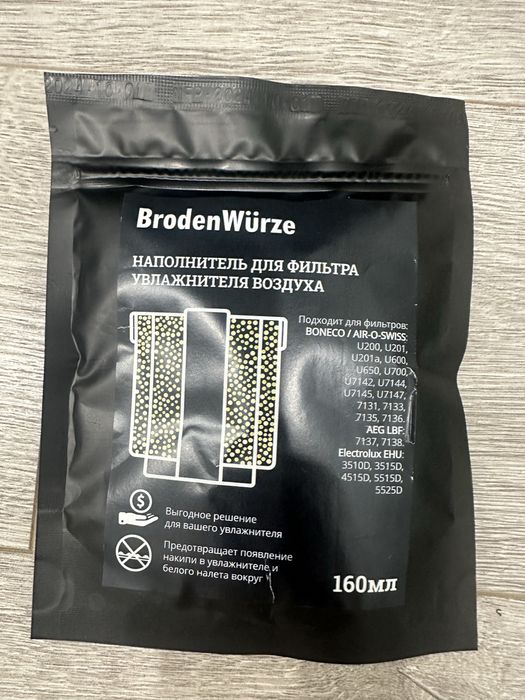 BrodenWürze
НАПОЛНИТЕЛЬ ДЛЯ ФИЛЬТРА
УВЛАЖНИТЕЛЯ ВОЗДУХА
Подходит для фильтров:
BONECO / AIR-O-SWISS:
U200, U201,
U201a, U600,
U650, U700,
U7142, U7144,
U7145, U7147,
7131, 7133,
7135, 7136.
AEG LBF:
7137, 7138.
Electrolux EHU:
3510D, 3515D,
4515D, 5515D,
5525D
$
Выгодное решение
для вашего увлажнителя
Предотвращает появление
накипи в увлажнителе и
белого налета вокруг
160мл